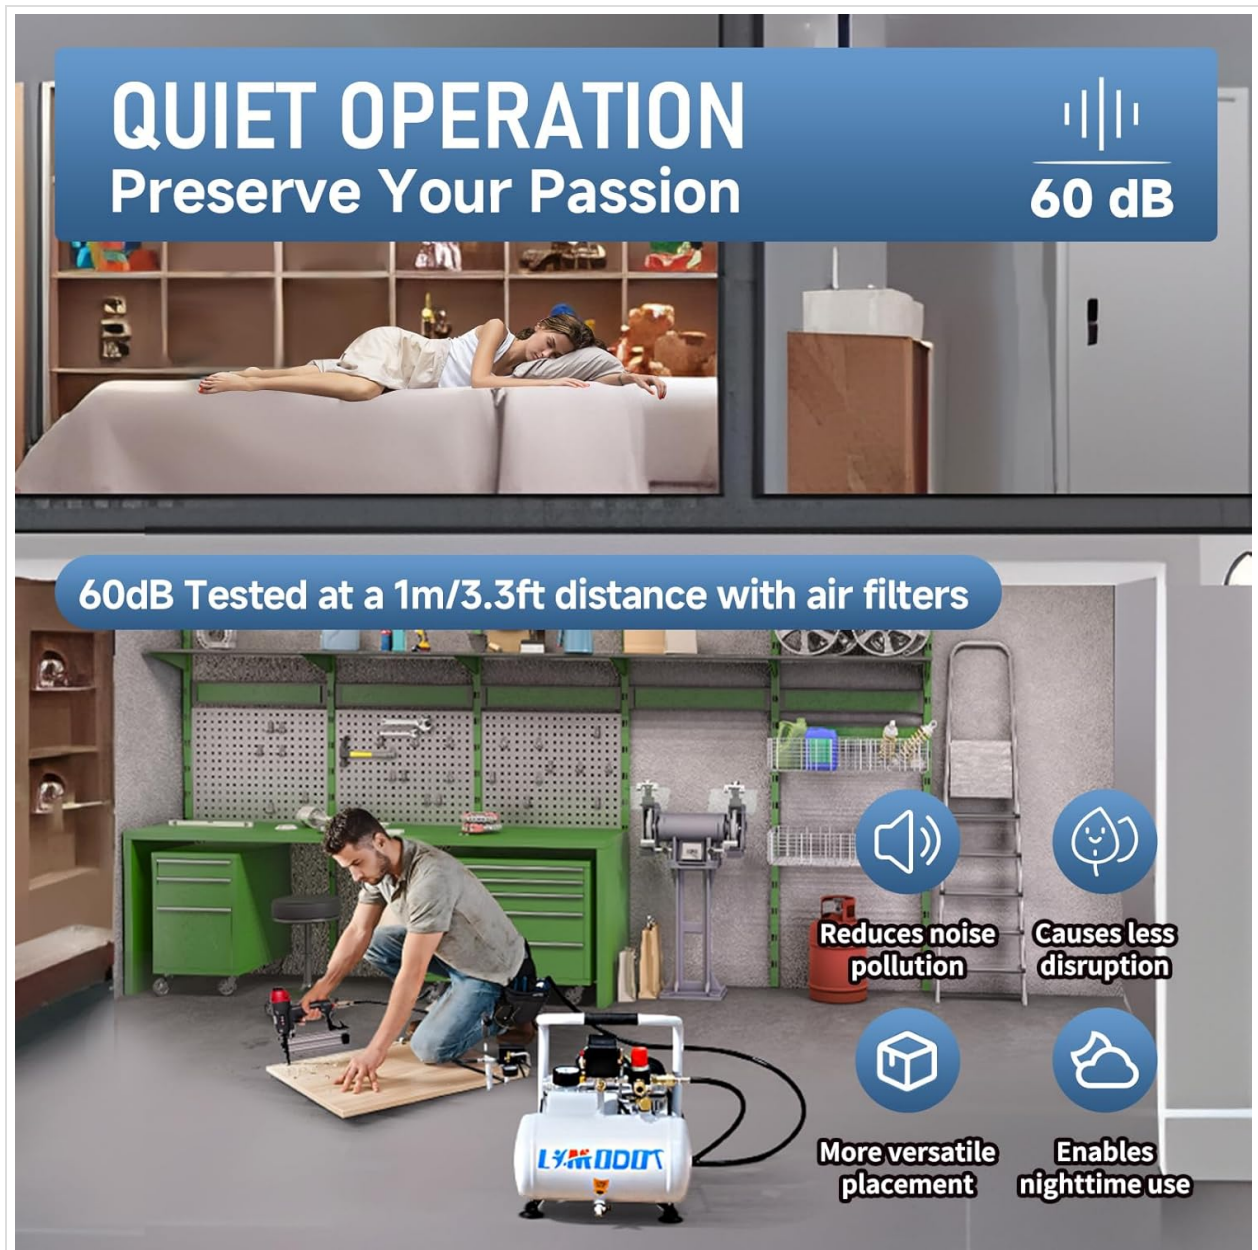 QUIET OPERATION
Preserve Your Passion
60 dB
60dB Tested at a 1m/3.3ft distance with air filters
Reduces noise
pollution
Causes less
disruption
More versatile
placement
Enables
nighttime use
LYMODOT